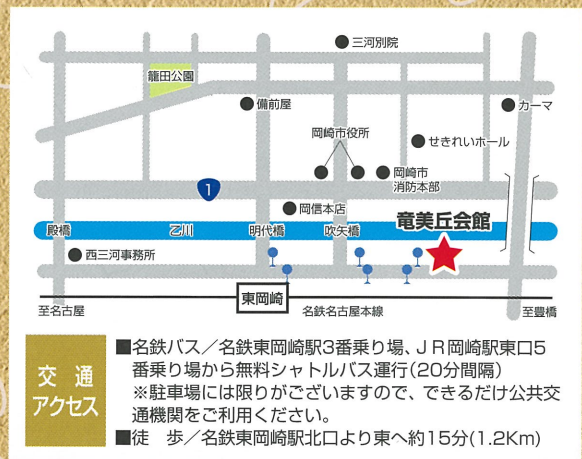 三河別院
籠田公園
備前屋
カーマ
岡崎市役所
せきれいホール
岡崎市
消防本部
1
岡信本店
竜美丘会館
殿橋
乙川
明代橋
吹矢橋
西三河事務所
東岡崎
至名古屋
名鉄名古屋本線
至豊橋
交通
アクセス
■名鉄バス／名鉄東岡崎駅3番乗り場、JR岡崎駅東口5
番乗り場から無料シャトルバス運行(20分間隔)
※駐車場には限りがございますので、できるだけ公共交
通機関をご利用ください。
■徒　歩／名鉄東岡崎駅北口より東へ約15分(1.2Km)